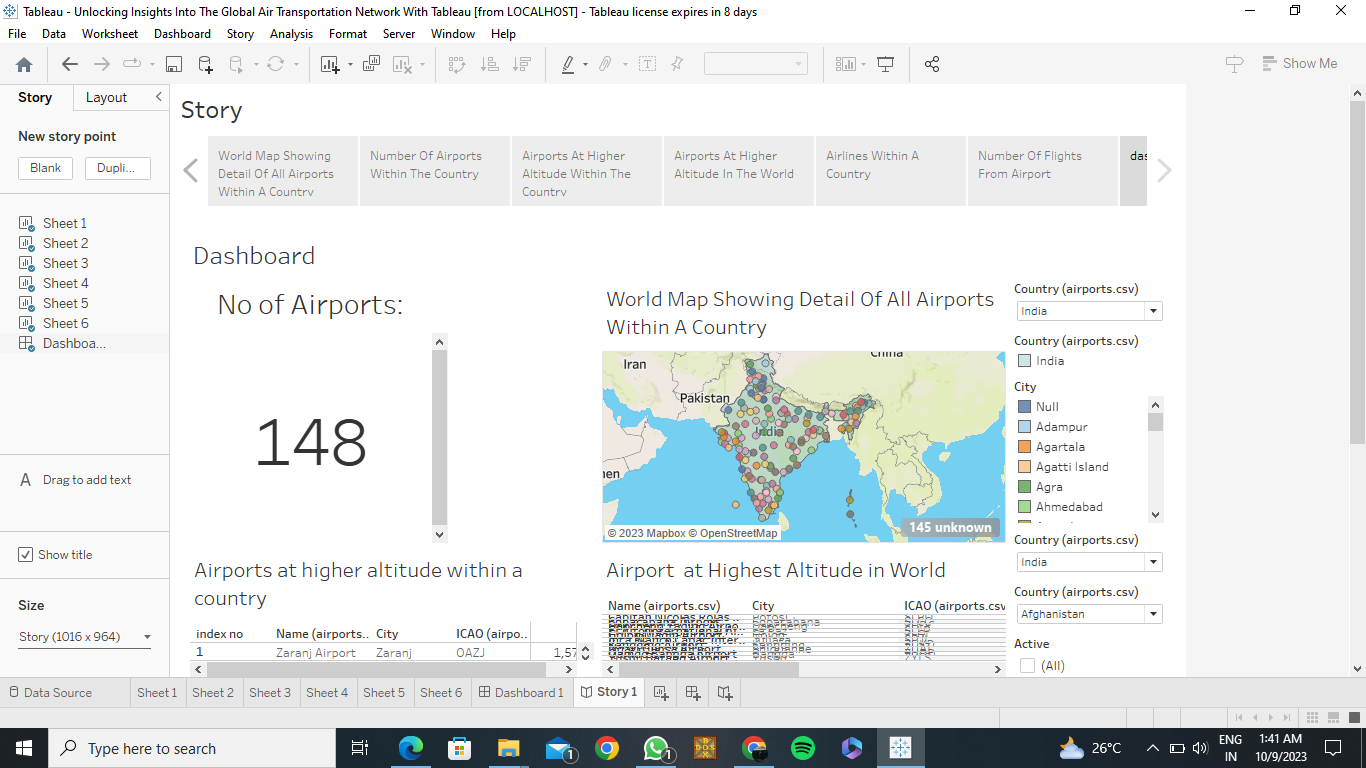 Tableau - Unlocking Insights Into The Global Air Transportation Network With Tableau [from LOCALHOST] - Tableau license expires in 8 days
File Data Worksheet Dashboard Story Analysis Format Server Window Help
Show Me
Story Layout
New story point
Blank Dupli...
Sheet 1
Sheet 2
Sheet 3
Sheet 4
Sheet 5
Sheet 6
Dashboa...
A Drag to add text
Show title
Size
Story (1016 x 964)
Story
World Map Showing
Detail Of All Airports
Within A Country
Number Of Airports
Within The Country
Airports At Higher
Altitude Within The
Country
Airports At Higher
Altitude In The World
Airlines Within A
Country
Number Of Flights
From Airport
das
Dashboard
No of Airports:
148
World Map Showing Detail Of All Airports
Within A Country
Iran
China
Pakistan
India
145 unknown
© 2023 Mapbox © OpenStreetMap
Country (airports.csv)
India
Country (airports.csv)
India
City
Null
Adampur
Agartala
Agatti Island
Agra
Ahmedabad
Country (airports.csv)
India
Country (airports.csv)
Afghanistan
Active
(All)
Airports at higher altitude within a
country
index no Name (airports.. City ICAO (airpo..
1 Zaranj Airport Zaranj OAZJ 1,57
Airport at Highest Altitude in World
Name (airports.csv) City ICAO (airports.csv
Data Source Sheet 1 Sheet 2 Sheet 3 Sheet 4 Sheet 5 Sheet 6 Dashboard 1 Story 1
Type here to search
1
1
26°C
ENG
IN
1:41 AM
10/9/2023